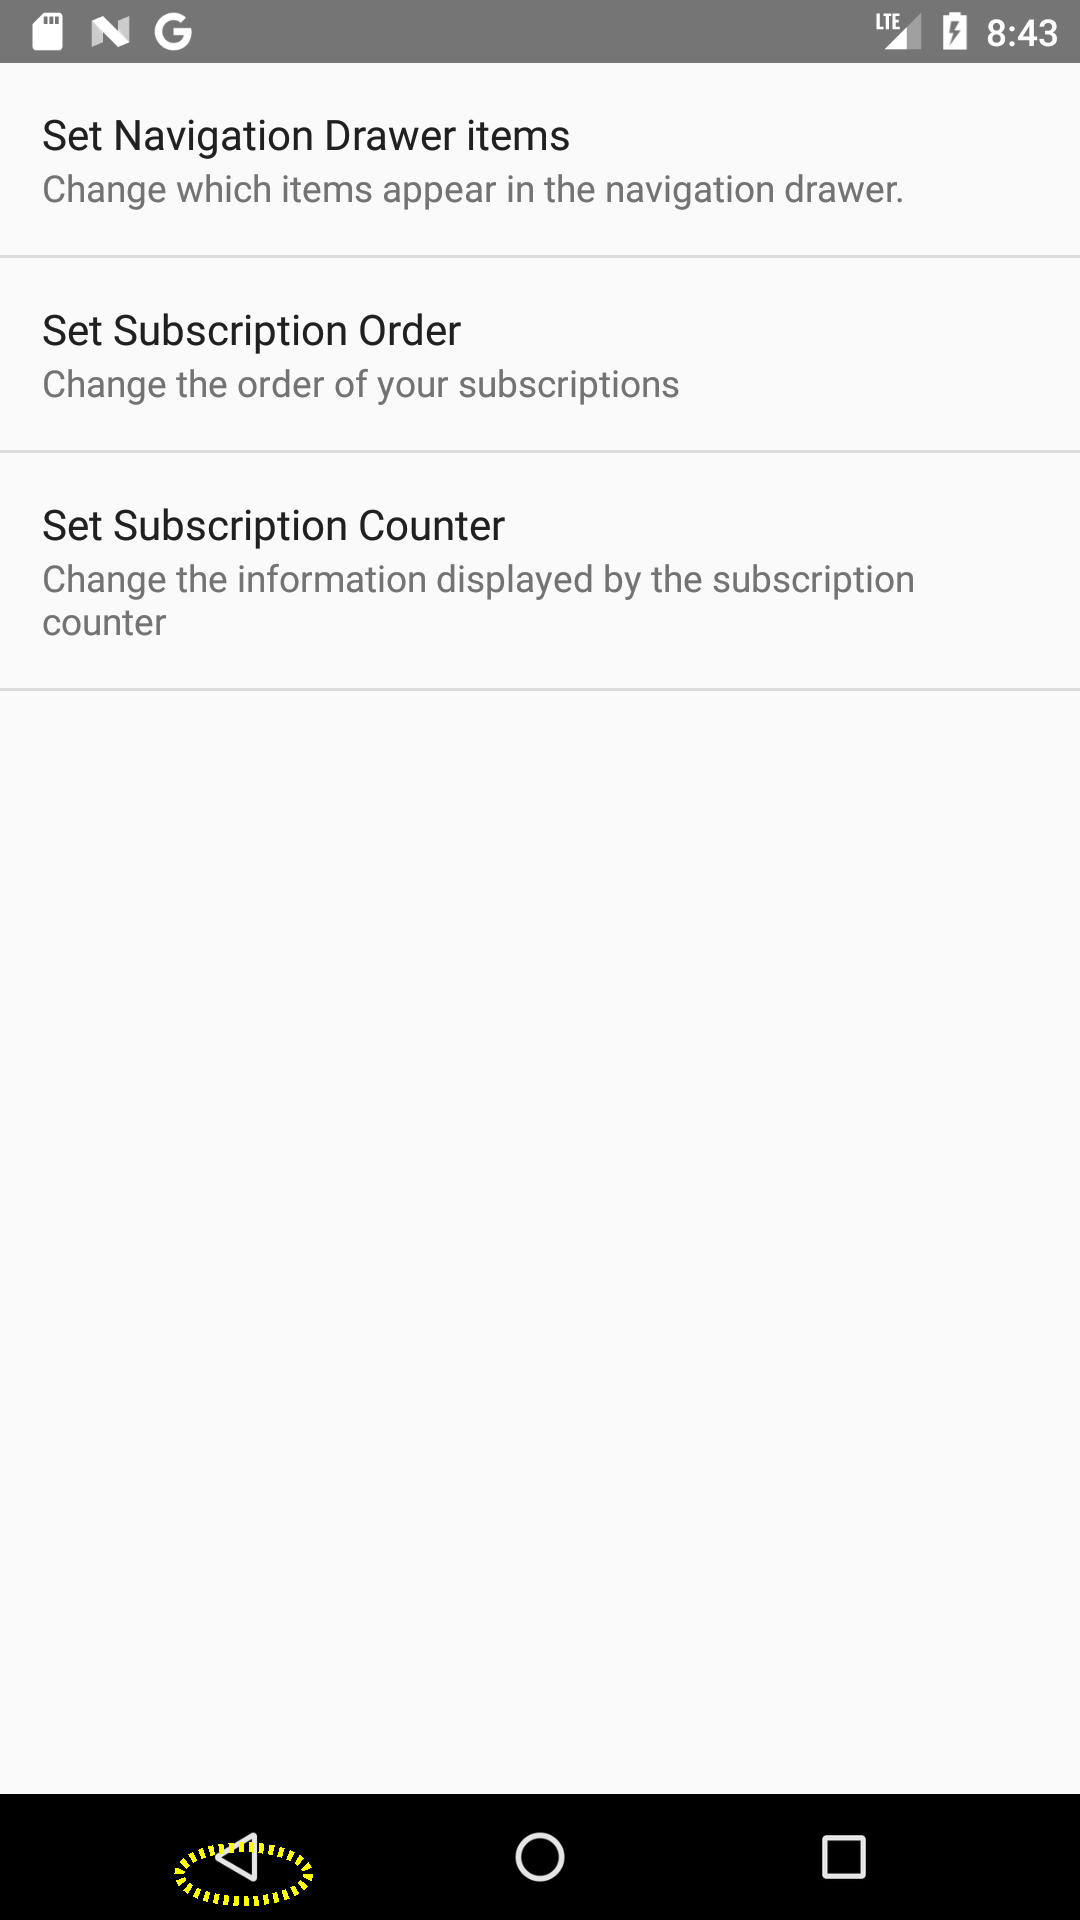 LTE 8:43
Set Navigation Drawer items
Change which items appear in the navigation drawer.
Set Subscription Order
Change the order of your subscriptions
Set Subscription Counter
Change the information displayed by the subscription
counter